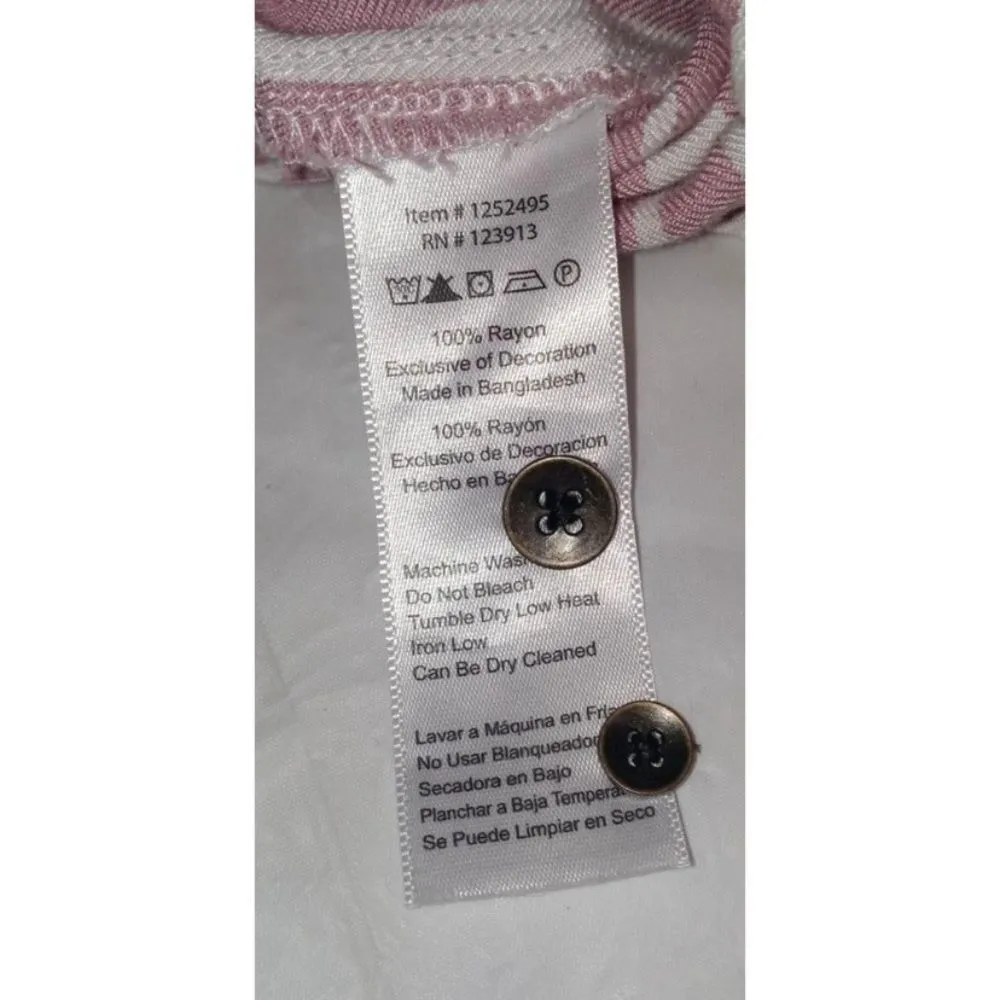 Item # 1252495
RN # 123913
P
100% Rayon
Exclusive of Decoration
Made in Bangladesh
100% Rayón
Exclusivo de Decoracion
Hecho en
Machine
Do Not Bleach
Tumble Dry Low Heat
Iron Low
Can Be Dry Cleaned
Lavar a Máquina en
No Usar Blanqueador
Secadora en Bajo
Planchar a Baja
Se Puede Limpiar en Seco